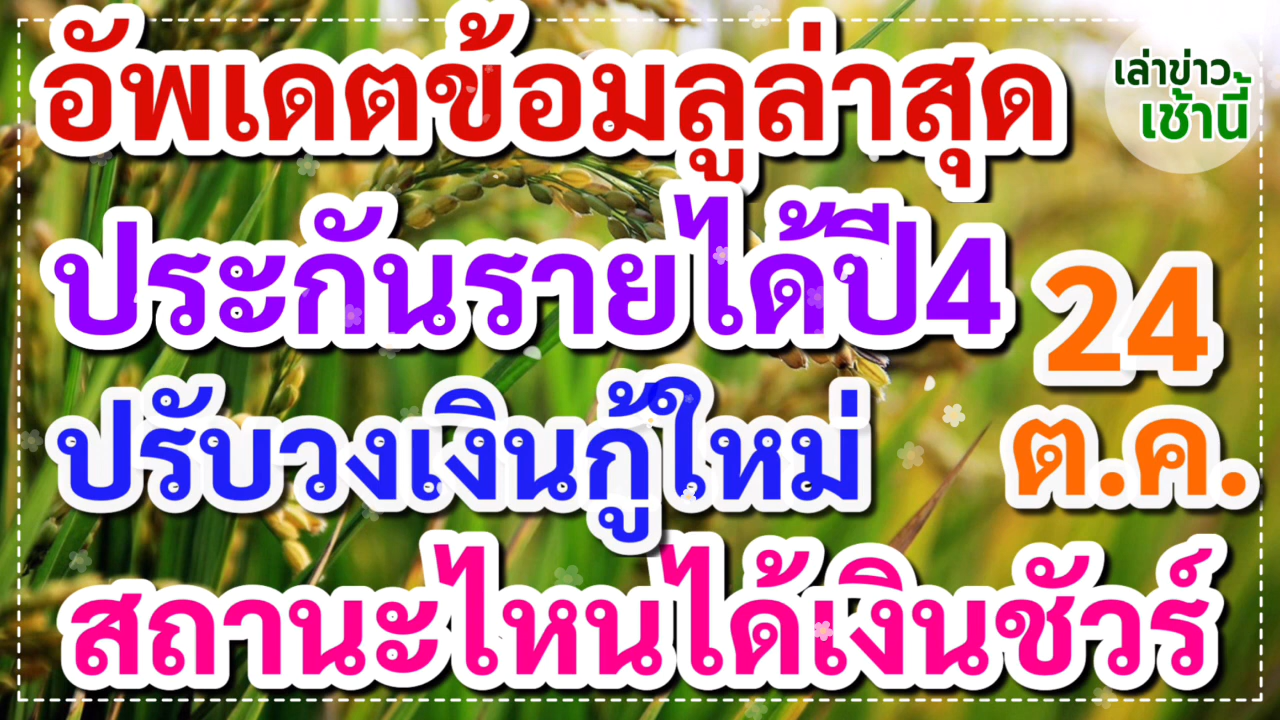 อัพเดตข้อมลูล่าสุด
เล่าข่าว
เช้านี้
ประกันรายได้ปี4
24
ต.ค.
ปรับวงเงินกู้ใหม่
สถานะไหนได้เงินชัวร์